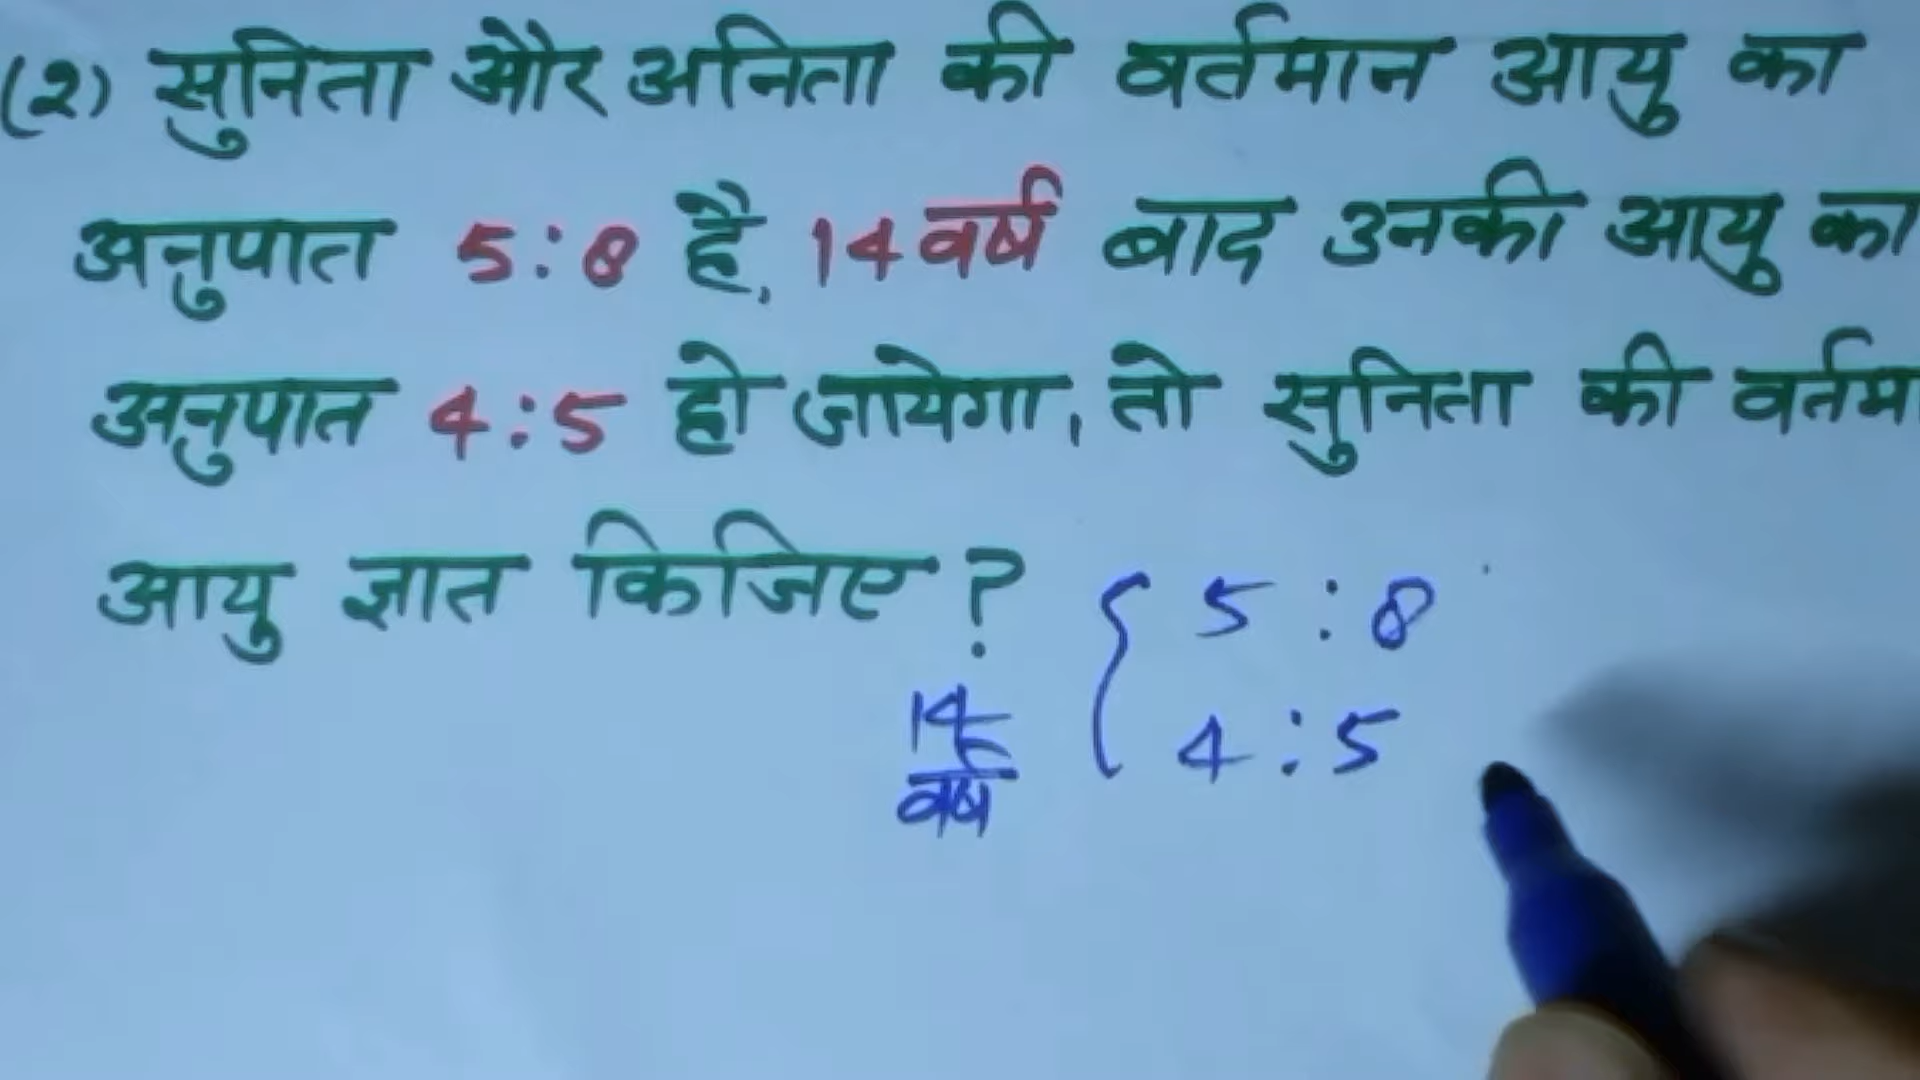 (2) सुनिता और अनिता की वर्तमान आयु का
अनुपात 5:8 है, 14 वर्ष बाद उनकी आयु का
अनुपात 4:5 हो जायेगा, तो सुनिता की वर्तमा
आयु ज्ञात किजिए ?
5 : 8
14 वर्ष
4 : 5